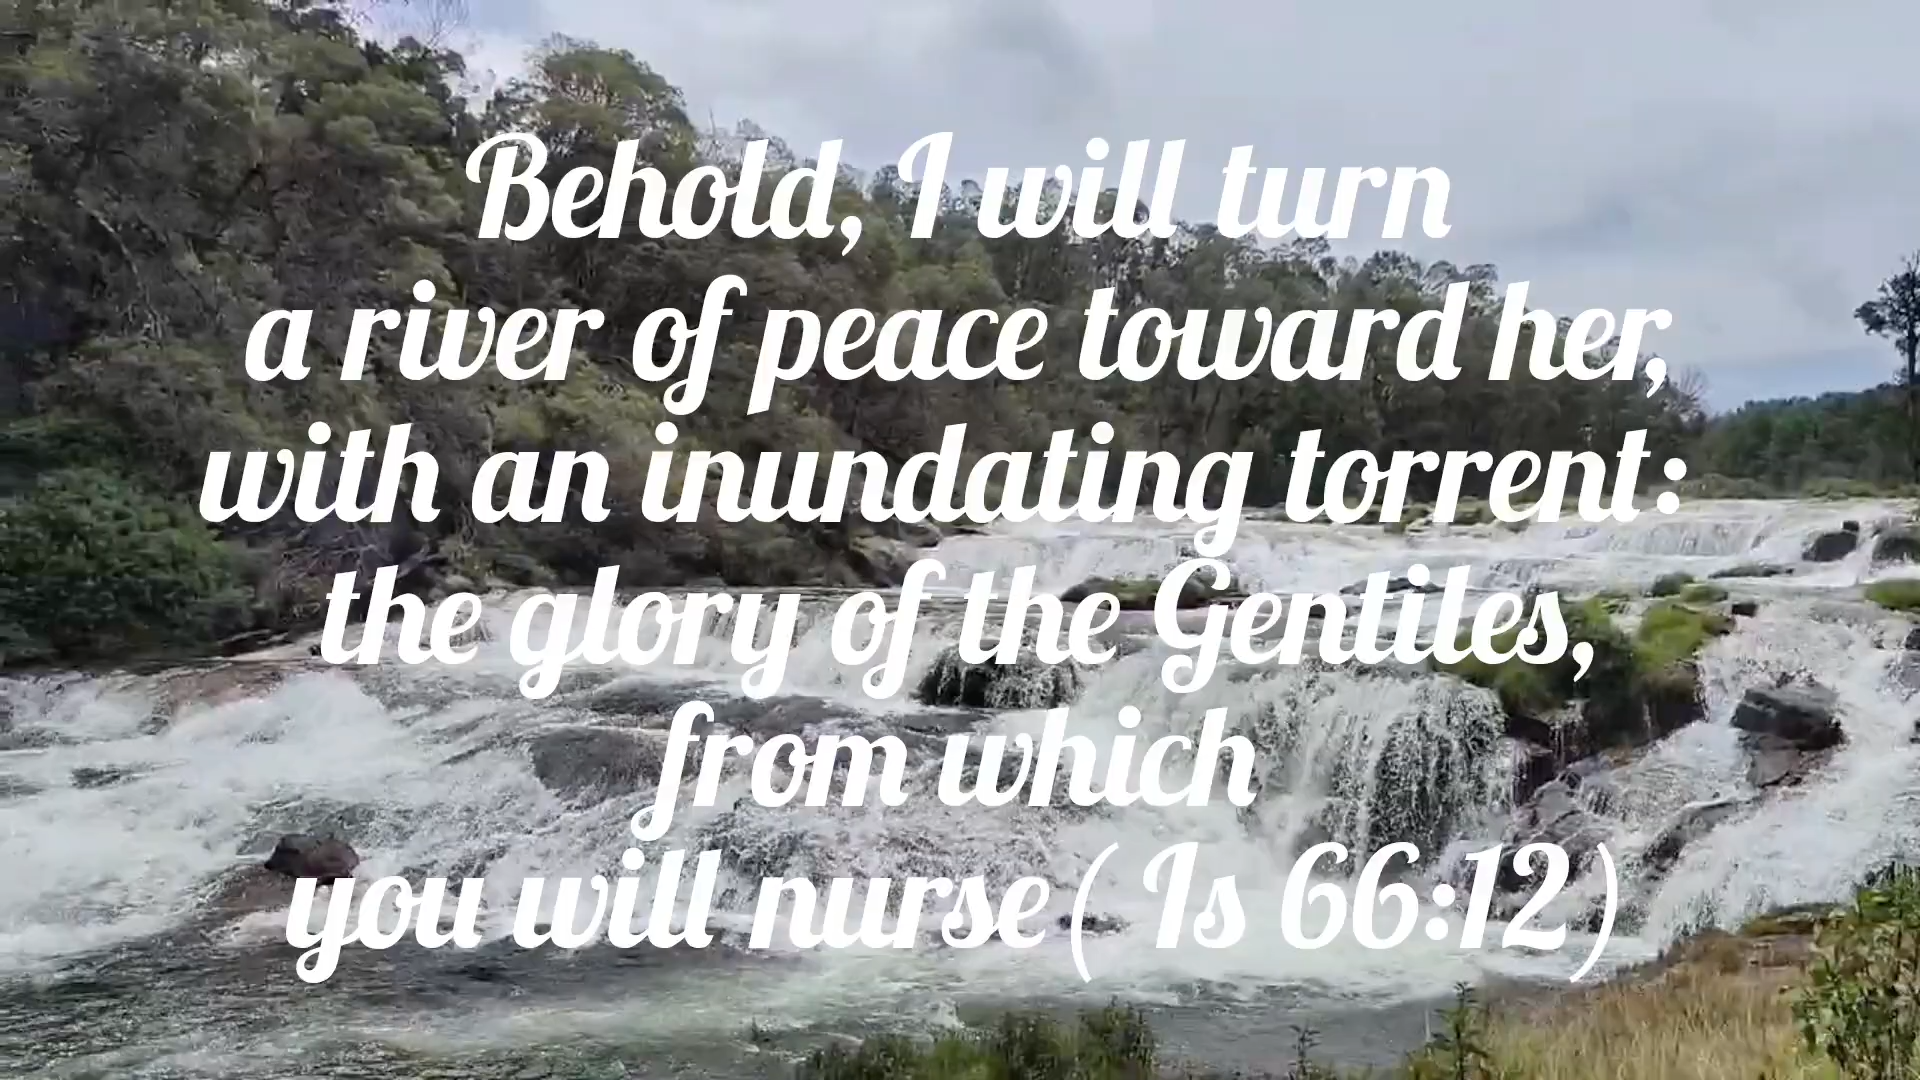 Behold, I will turn
a river of peace toward her,
with an inundating torrent:
the glory of the Gentiles,
from which
you will nurse( Is 66:12)